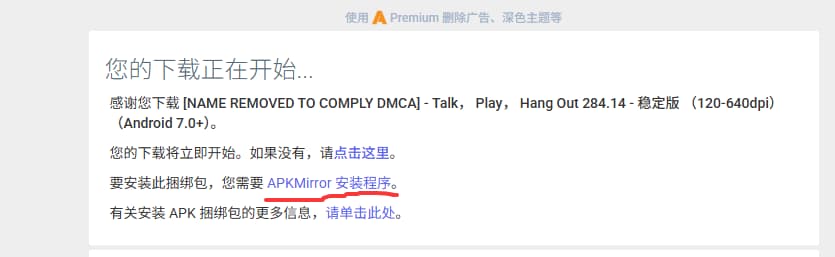 使用 Premium 删除广告、深色主题等
您的下载正在开始...
感谢您下载 [NAME REMOVED TO COMPLY DMCA] - Talk， Play， Hang Out 284.14 - 稳定版 （120-640dpi）
（Android 7.0+）。
您的下载将立即开始。如果没有，请点击这里。
要安装此捆绑包，您需要 APKMirror 安装程序。
有关安装 APK 捆绑包的更多信息，请单击此处。